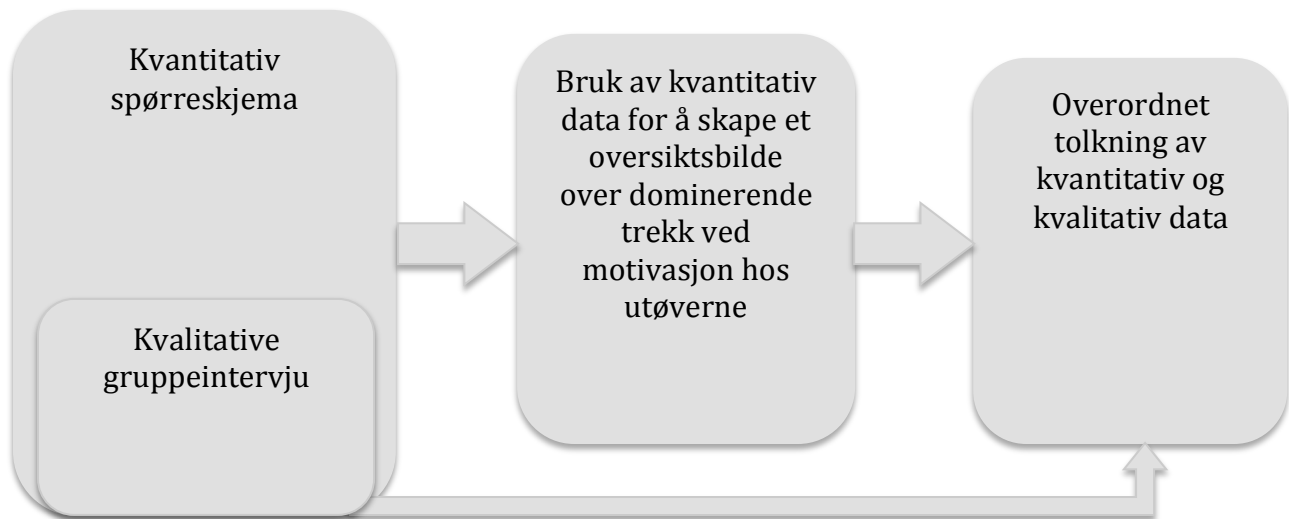 Kvantitativ
spørreskjema
Kvalitative
gruppeintervju
Bruk av kvantitativ
data for å skape et
oversiktsbilde
over dominerende
trekk ved
motivasjon hos
utøverne
Overordnet
tolkning av
kvantitativ og
kvalitativ data